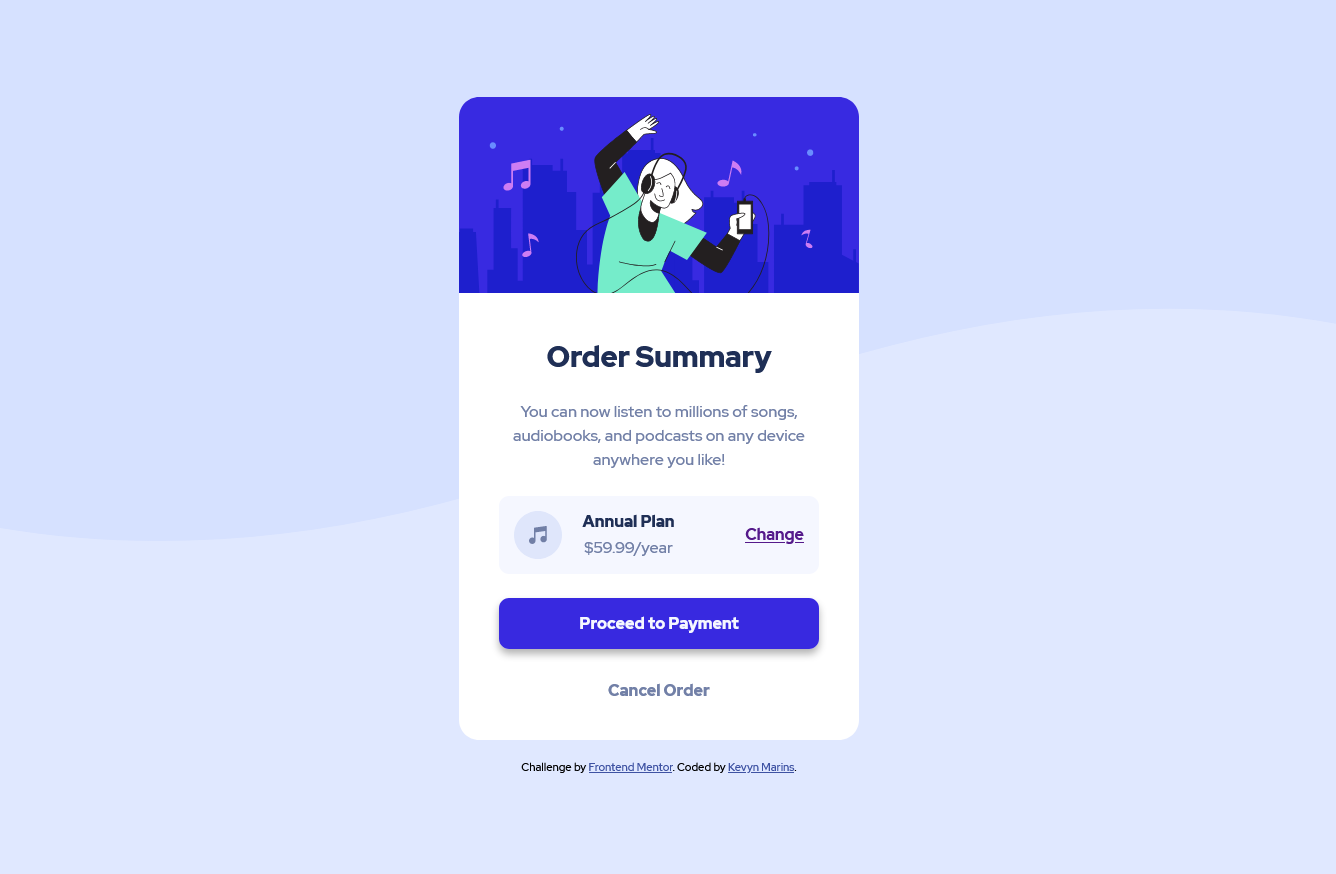 Order Summary
You can now listen to millions of songs,
audiobooks, and podcasts on any device
anywhere you like!
Annual Plan
$59.99/year
Change
Proceed to Payment
Cancel Order
Challenge by Frontend Mentor. Coded by Kevyn Marins.